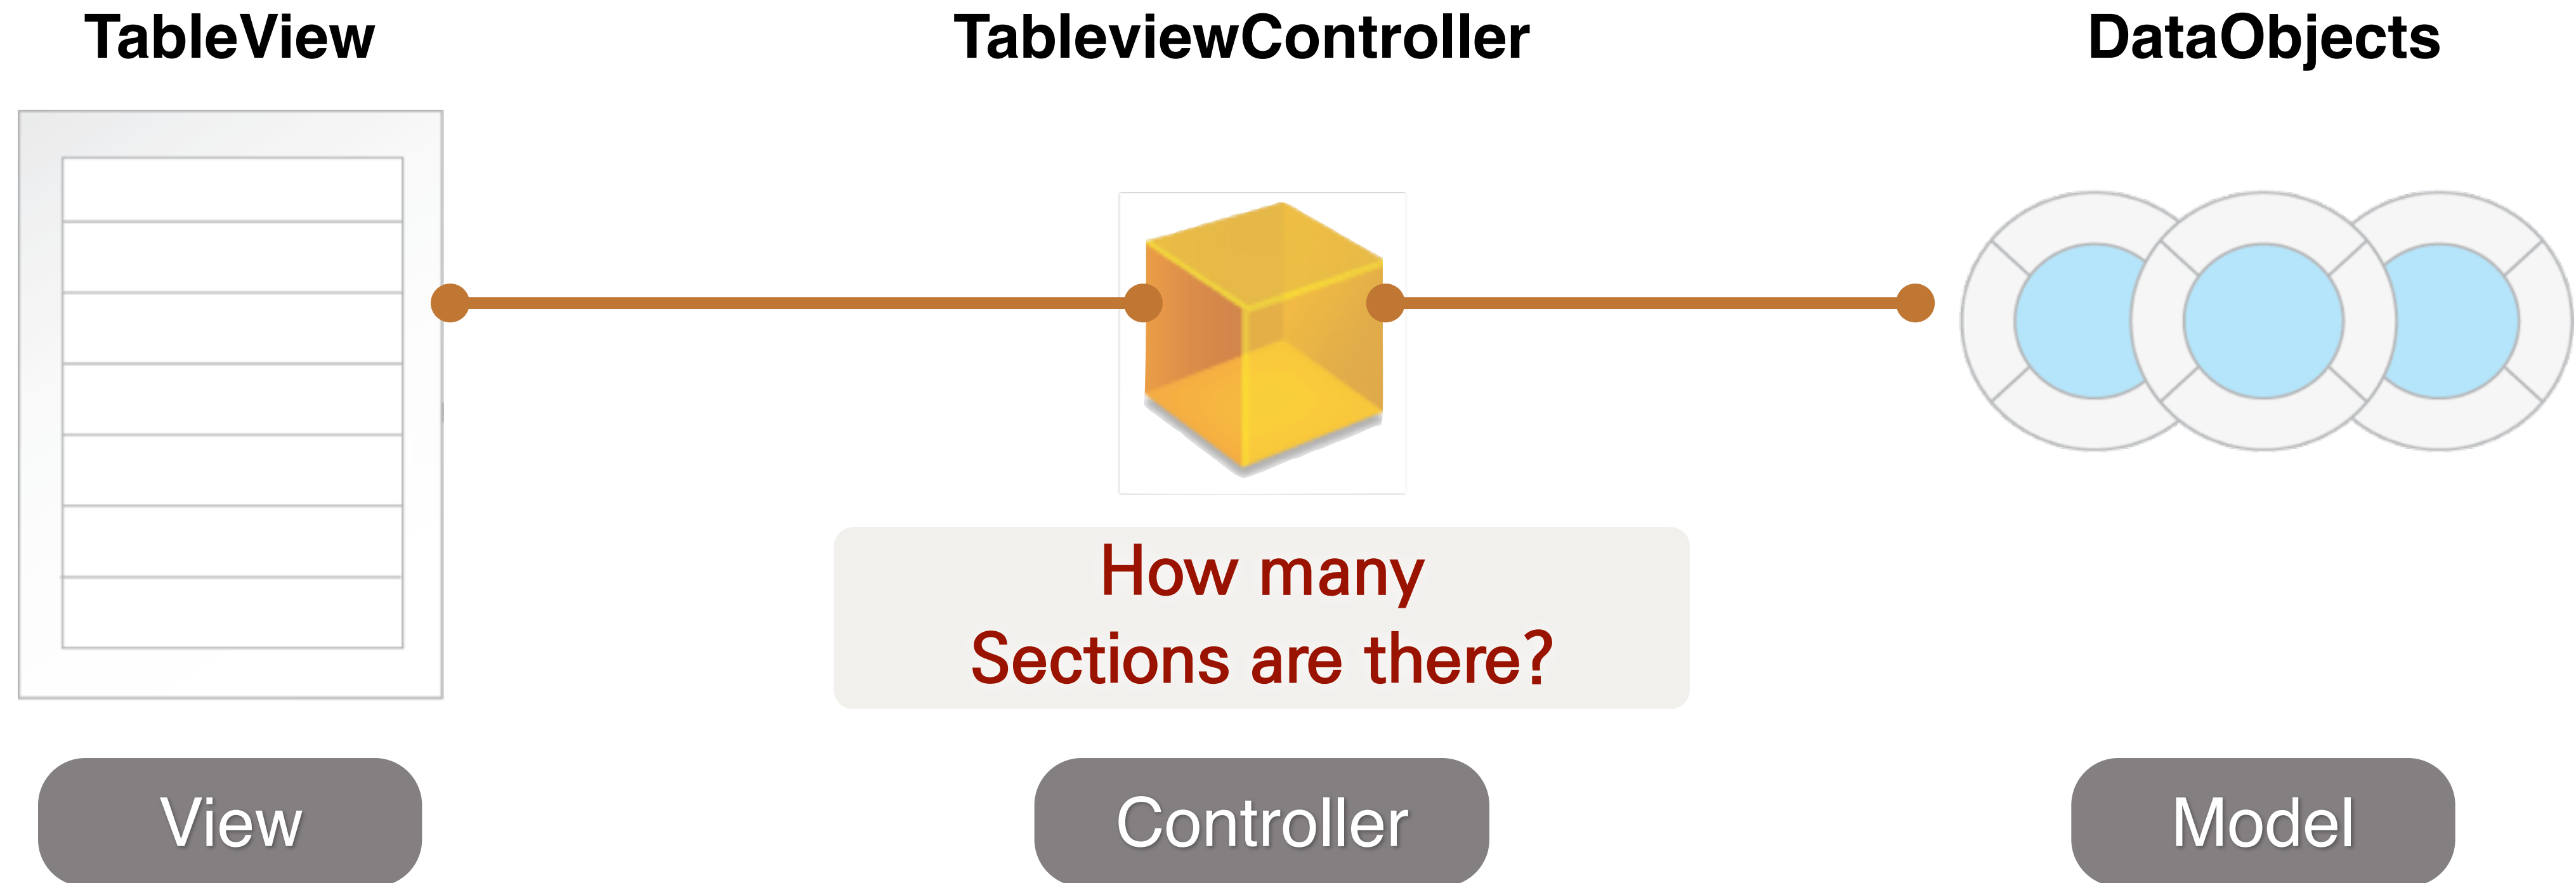 TableView
TableviewController
DataObjects
How many
Sections are there?
View
Controller
Model